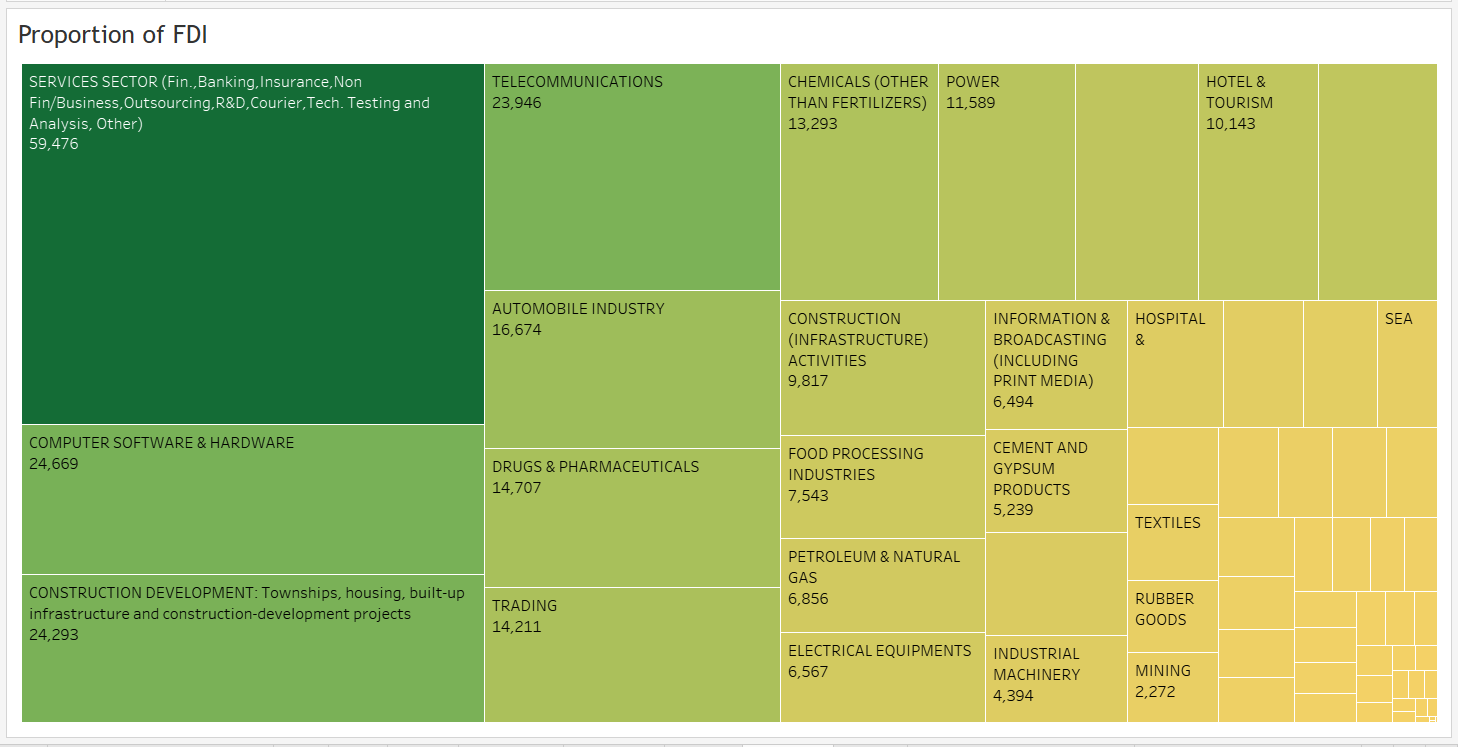 Proportion of FDI
SERVICES SECTOR (Fin.,Banking,Insurance,Non
Fin/Business,Outsourcing,R&D,Courier,Tech. Testing and
Analysis, Other)
59,476
COMPUTER SOFTWARE & HARDWARE
24,669
CONSTRUCTION DEVELOPMENT: Townships, housing, built-up
infrastructure and construction-development projects
24,293
TELECOMMUNICATIONS
23,946
AUTOMOBILE INDUSTRY
16,674
DRUGS & PHARMACEUTICALS
14,707
TRADING
14,211
CHEMICALS (OTHER
THAN FERTILIZERS)
13,293
POWER
11,589
HOTEL &
TOURISM
10,143
CONSTRUCTION
(INFRASTRUCTURE)
ACTIVITIES
9,817
FOOD PROCESSING
INDUSTRIES
7,543
PETROLEUM & NATURAL
GAS
6,856
ELECTRICAL EQUIPMENTS
6,567
INFORMATION &
BROADCASTING
(INCLUDING
PRINT MEDIA)
6,494
CEMENT AND
GYPSUM
PRODUCTS
5,239
INDUSTRIAL
MACHINERY
4,394
HOSPITAL
&
SEA
TEXTILES
RUBBER
GOODS
MINING
2,272